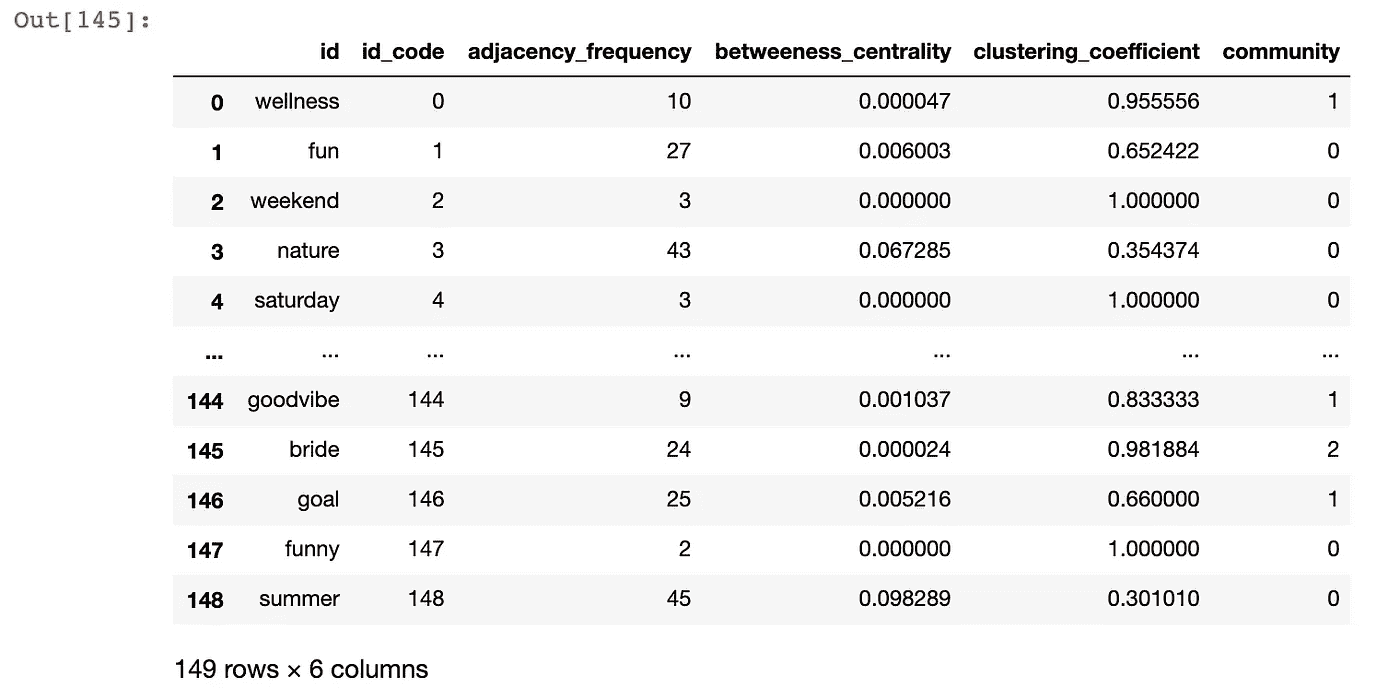 Out[145]:
id id_code adjacency_frequency betweeness_centrality clustering_coefficient community
0 wellness 0 10 0.000047 0.955556 1
1 fun 1 27 0.006003 0.652422 0
2 weekend 2 3 0.000000 1.000000 0
3 nature 3 43 0.067285 0.354374 0
4 saturday 4 3 0.000000 1.000000 0
... ... ... ... ... ... ...
144 goodvibe 144 9 0.001037 0.833333 1
145 bride 145 24 0.000024 0.981884 2
146 goal 146 25 0.005216 0.660000 1
147 funny 147 2 0.000000 1.000000 0
148 summer 148 45 0.098289 0.301010 0
149 rows × 6 columns